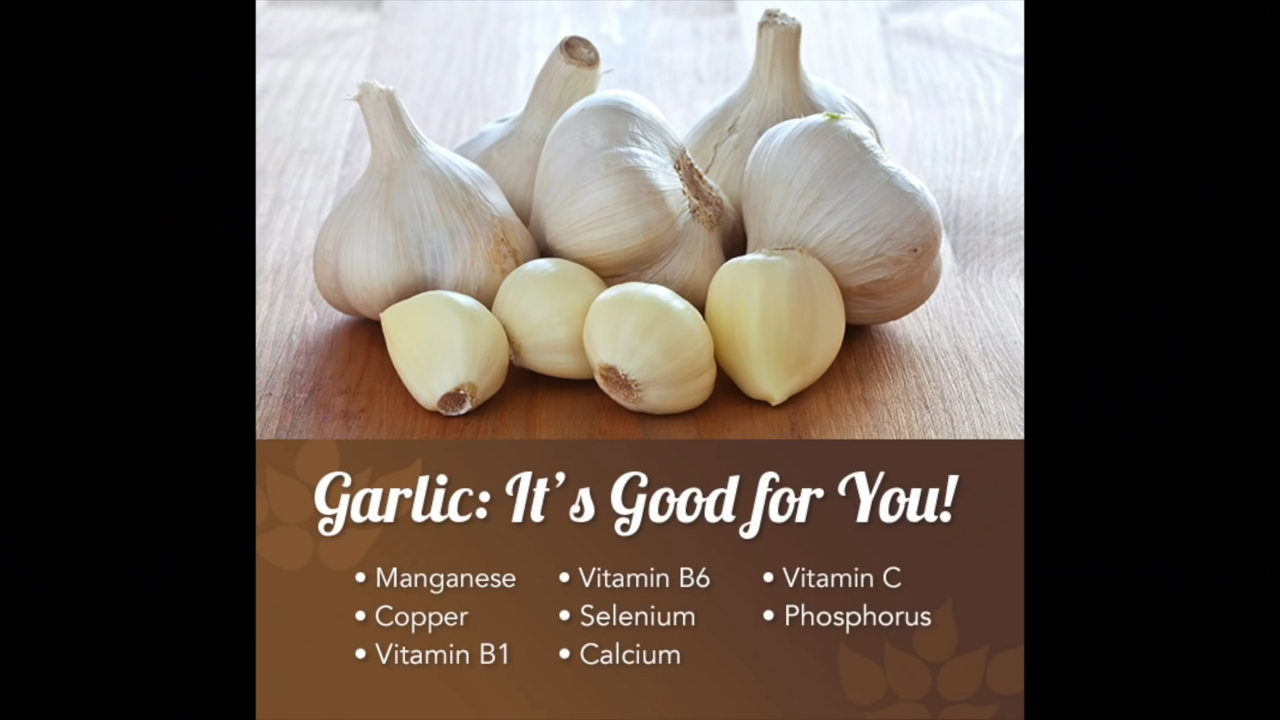 Garlic: It's Good for You!
• Manganese
• Copper
• Vitamin B1
• Vitamin B6
• Selenium
• Calcium
• Vitamin C
• Phosphorus